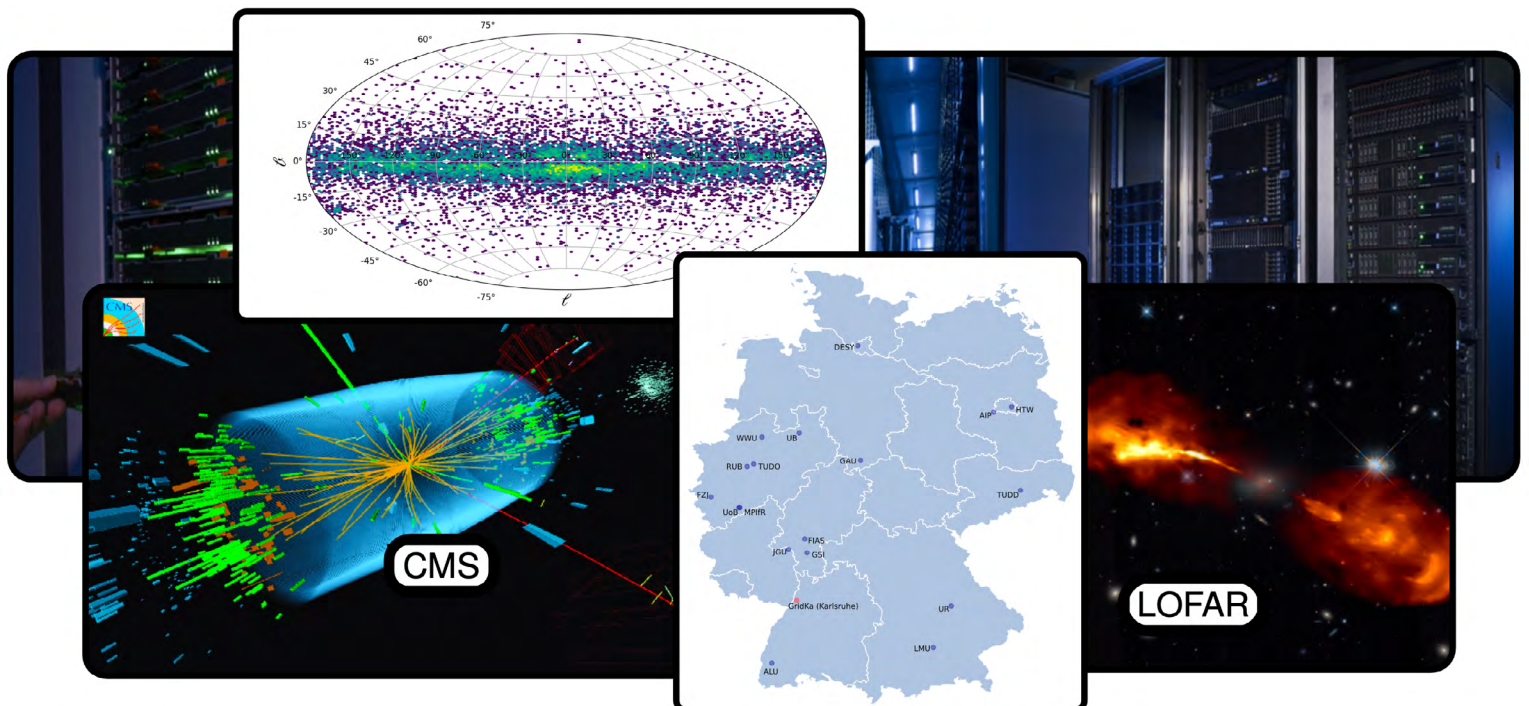 75°
60°
45°
30°
15°
0°
-15°
-30°
-45°
-60°
-75°
b
ℓ
CMS
CMS
DESY
AIP HTW
WWU UB
RUB TUDO
GAU
FZJ
TUDD
UoB MPIfR
FIAS
JGU GSI
GridKa (Karlsruhe)
UR
LMU
ALU
LOFAR